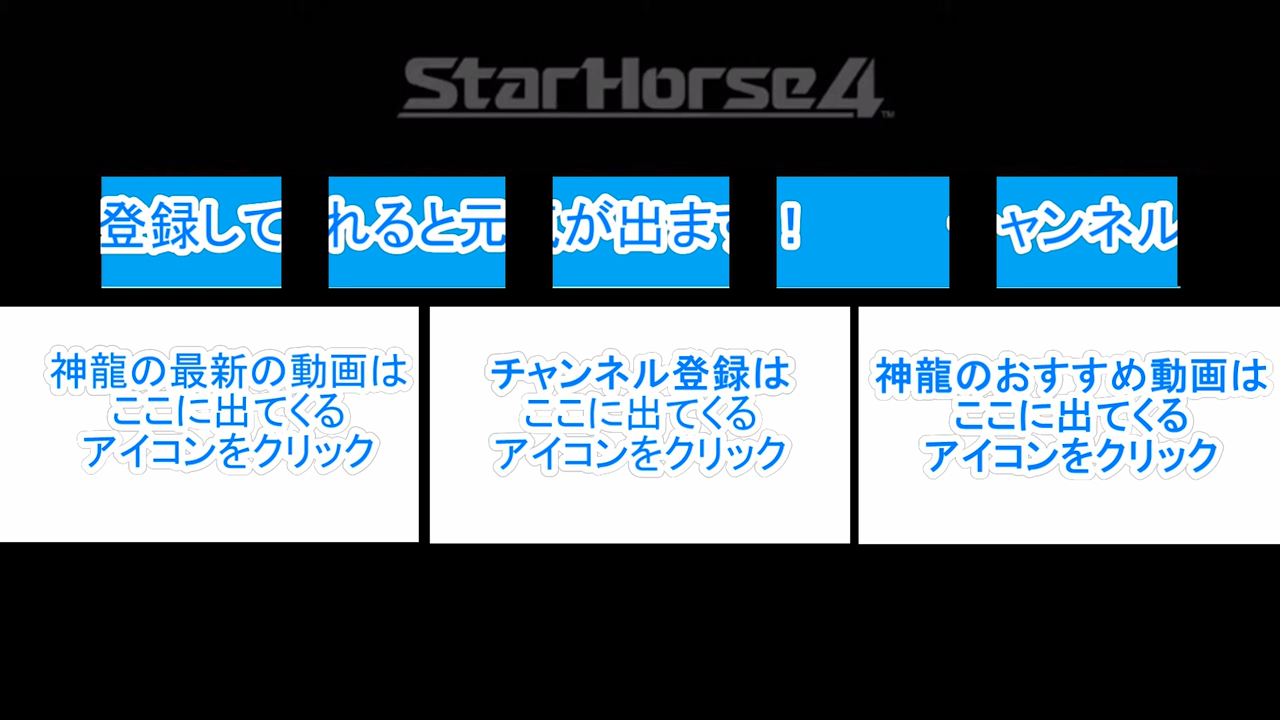 StarHorse4™
登録して れると元 が出ます ！ チャンネル
神龍の最新の動画は
ここに出てくる
アイコンをクリック
チャンネル登録は
ここに出てくる
アイコンをクリック
神龍のおすすめ動画は
ここに出てくる
アイコンをクリック